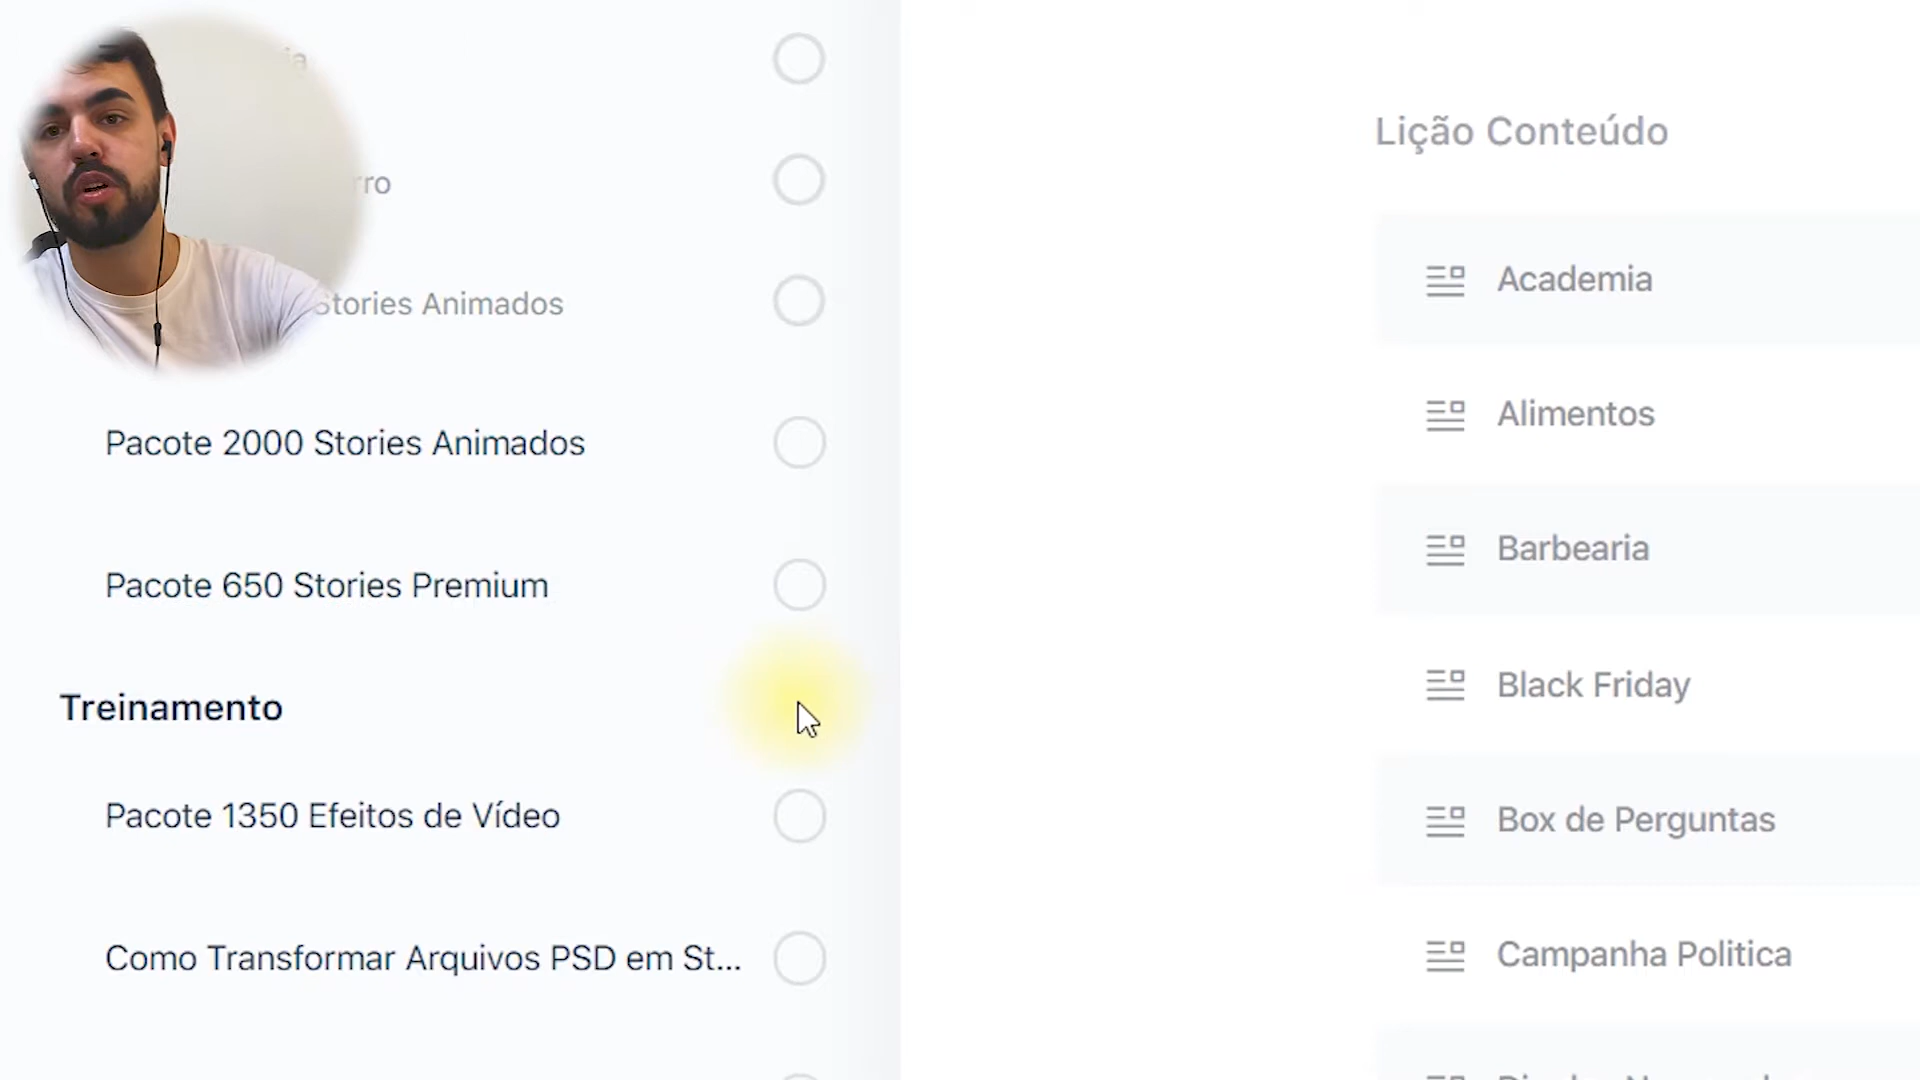 Stories Animados
Pacote 2000 Stories Animados
Pacote 650 Stories Premium
Treinamento
Pacote 1350 Efeitos de Vídeo
Como Transformar Arquivos PSD em St...
Lição Conteúdo
Academia
Alimentos
Barbearia
Black Friday
Box de Perguntas
Campanha Politica